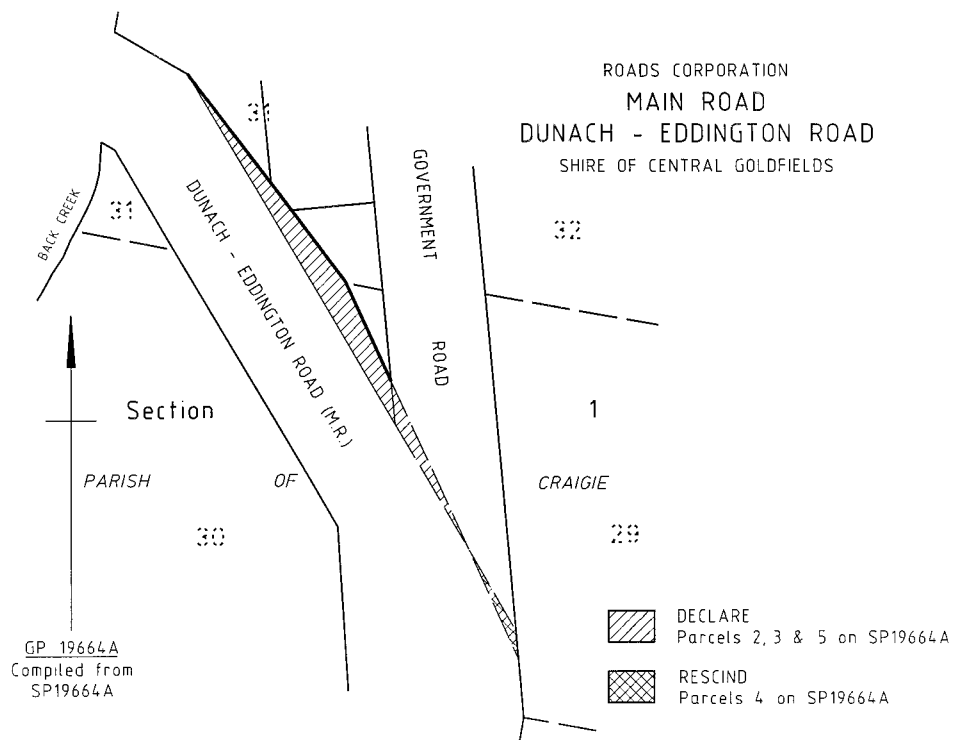 ROADS CORPORATION
MAIN ROAD
DUNACH - EDDINGTON ROAD
SHIRE OF CENTRAL GOLDFIELDS
GOVERNMENT
ROAD
31
BACK CREEK
DUNACH - EDDINGTON ROAD (M.R.)
32
Section
1
PARISH OF CRAIGIE
30
29
GP 19664A
Compiled from
SP19664A
DECLARE
Parcels 2, 3 & 5 on SP19664A
RESCIND
Parcels 4 on SP19664A